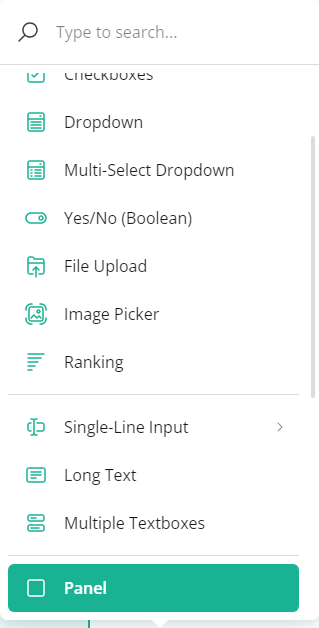 Type to search...
Checkboxes
Dropdown
Multi-Select Dropdown
Yes/No (Boolean)
File Upload
Image Picker
Ranking
Single-Line Input
Long Text
Multiple Textboxes
Panel